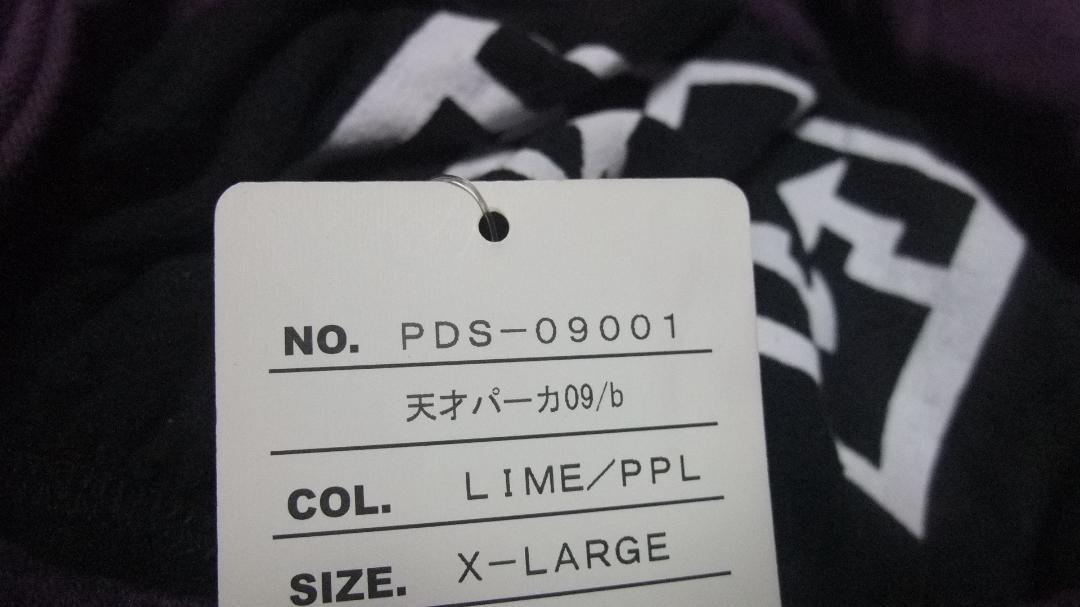 NO. PDS-09001
天才パーカ09/b
COL. LIME/PPL
SIZE. X-LARGE